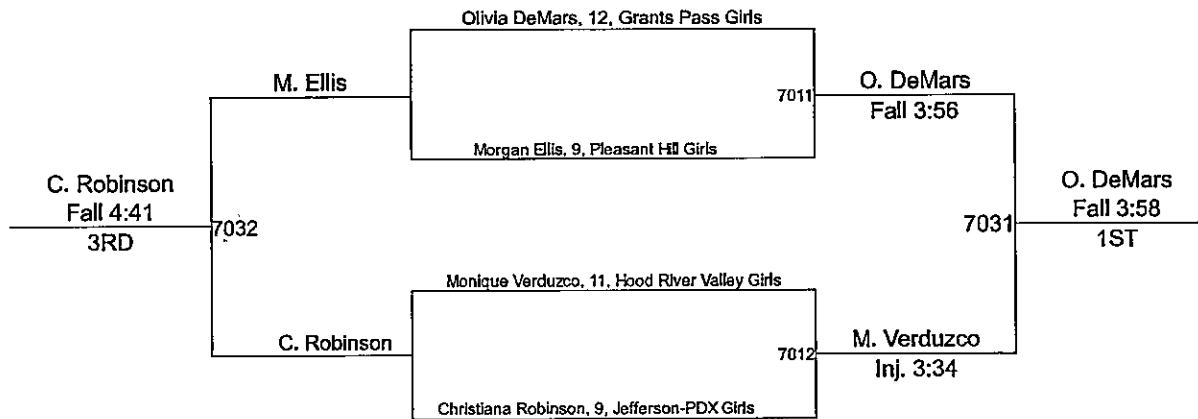 Olivia DeMars, 12, Grants Pass Girls
M. Ellis
7011
O. DeMars
Fall 3:56
Morgan Ellis, 9, Pleasant Hill Girls
C. Robinson
Fall 4:41
3RD
7032
7031
O. DeMars
Fall 3:58
1ST
Monique Verduzco, 11, Hood River Valley Girls
C. Robinson
7012
M. Verduzco
Inj. 3:34
Christiana Robinson, 9, Jefferson-PDX Girls